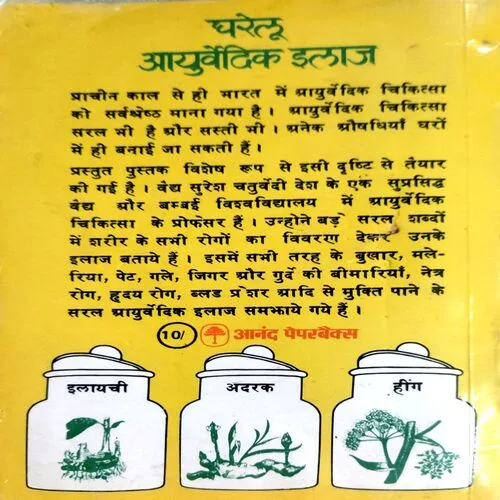 घरेलू
आयुर्वेदिक इलाज
प्राचीन काल से ही भारत में आयुर्वेदिक चिकित्सा
को सर्वश्रेष्ठ माना गया है । आयुर्वेदिक चिकित्सा
सरल भी है और सस्ती भी । अनेक औषधियाँ घरों
में ही बनाई जा सकती हैं ।
प्रस्तुत पुस्तक विशेष रूप से इसी दृष्टि से तैयार
की गई है । वैद्य सुरेश चतुर्वेदी देश के एक सुप्रसिद्ध
वैद्य और बम्बई विश्वविद्यालय में आयुर्वेदिक
चिकित्सा के प्रोफेसर हैं । उन्होने बड़े सरल शब्दों
में शरीर के सभी रोगों का विवरण देकर उनके
इलाज बताये हैं । इसमें सभी तरह के बुखार, मले-
रिया, पेट, गले, जिगर और गुर्दे की बीमारियाँ, नेत्र
रोग, हृदय रोग, ब्लड प्रेशर आदि से मुक्ति पाने के
सरल आयुर्वेदिक इलाज समझाये गये हैं ।
10/ आनंद पेपरबैक्स
इलायची अदरक हींग